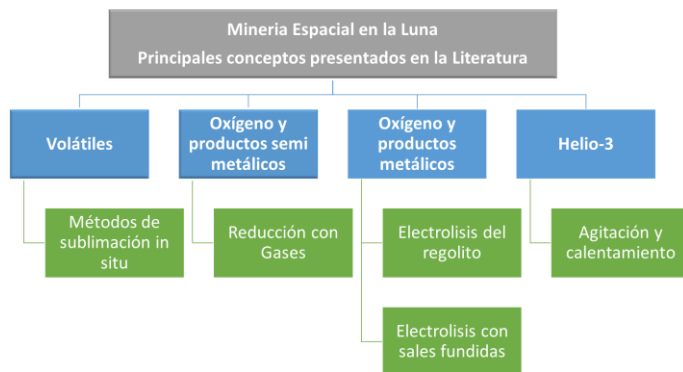 Mineria Espacial en la Luna
Principales conceptos presentados en la Literatura
Volátiles
Oxígeno y
productos semi
metálicos
Oxígeno y
productos
metálicos
Helio-3
Métodos de
sublimación in
situ
Reducción con
Gases
Electrolisis del
regolito
Agitación y
calentamiento
Electrolisis con
sales fundidas